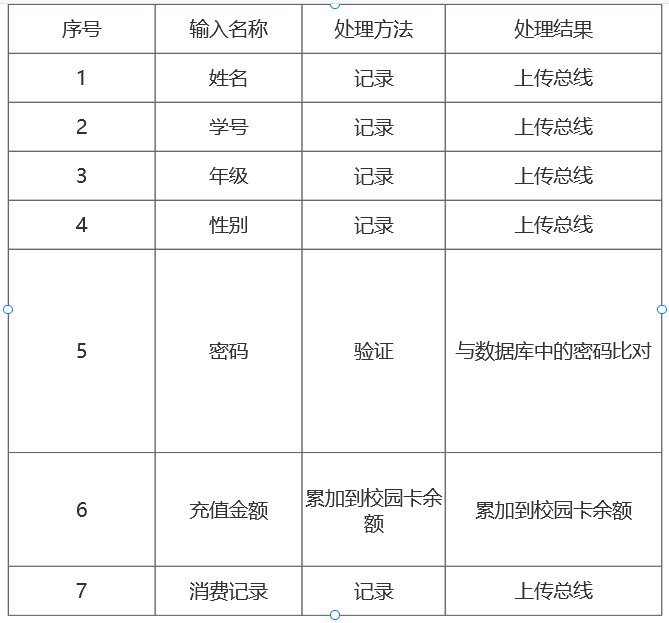 序号 输入名称 处理方法 处理结果
1 姓名 记录 上传总线
2 学号 记录 上传总线
3 年级 记录 上传总线
4 性别 记录 上传总线
5 密码 验证 与数据库中的密码比对
6 充值金额 累加到校园卡余
额 累加到校园卡余额
7 消费记录 记录 上传总线